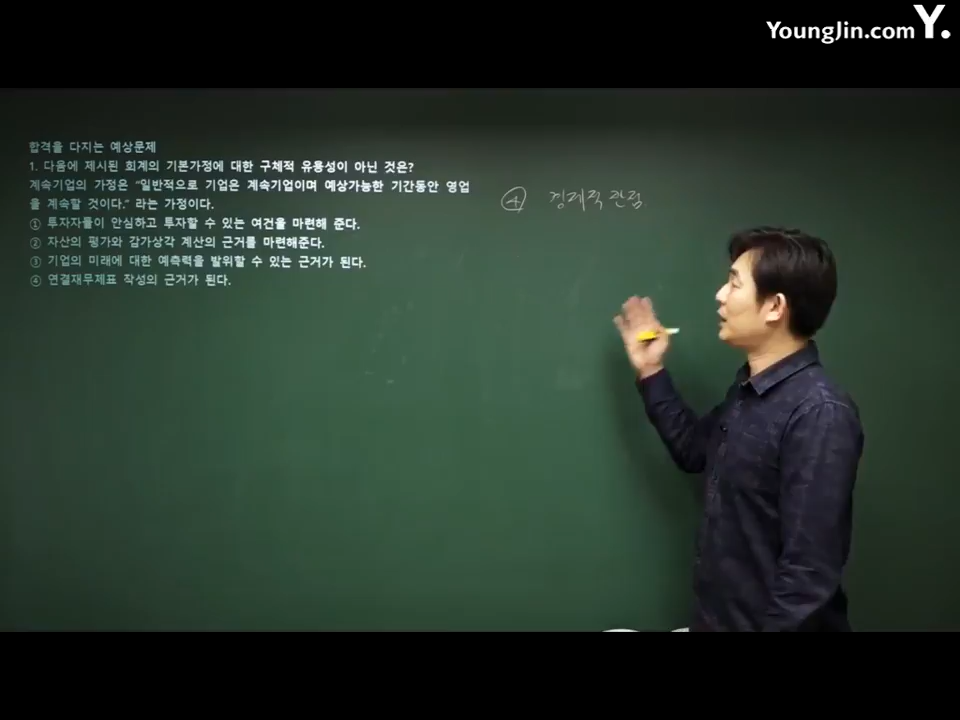 YoungJin.com Y.
합격을 다지는 예상문제
1. 다음에 제시된 회계의 기본가정에 대한 구체적 유용성이 아닌 것은?
계속기업의 가정은 "일반적으로 기업은 계속기업이며 예상가능한 기간동안 영업
을 계속할 것이다." 라는 가정이다.
① 투자자들이 안심하고 투자할 수 있는 여건을 마련해 준다.
② 자산의 평가와 감가상각 계산의 근거를 마련해준다.
③ 기업의 미래에 대한 예측력을 발휘할 수 있는 근거가 된다.
④ 연결재무제표 작성의 근거가 된다.
④ 경제적 관점